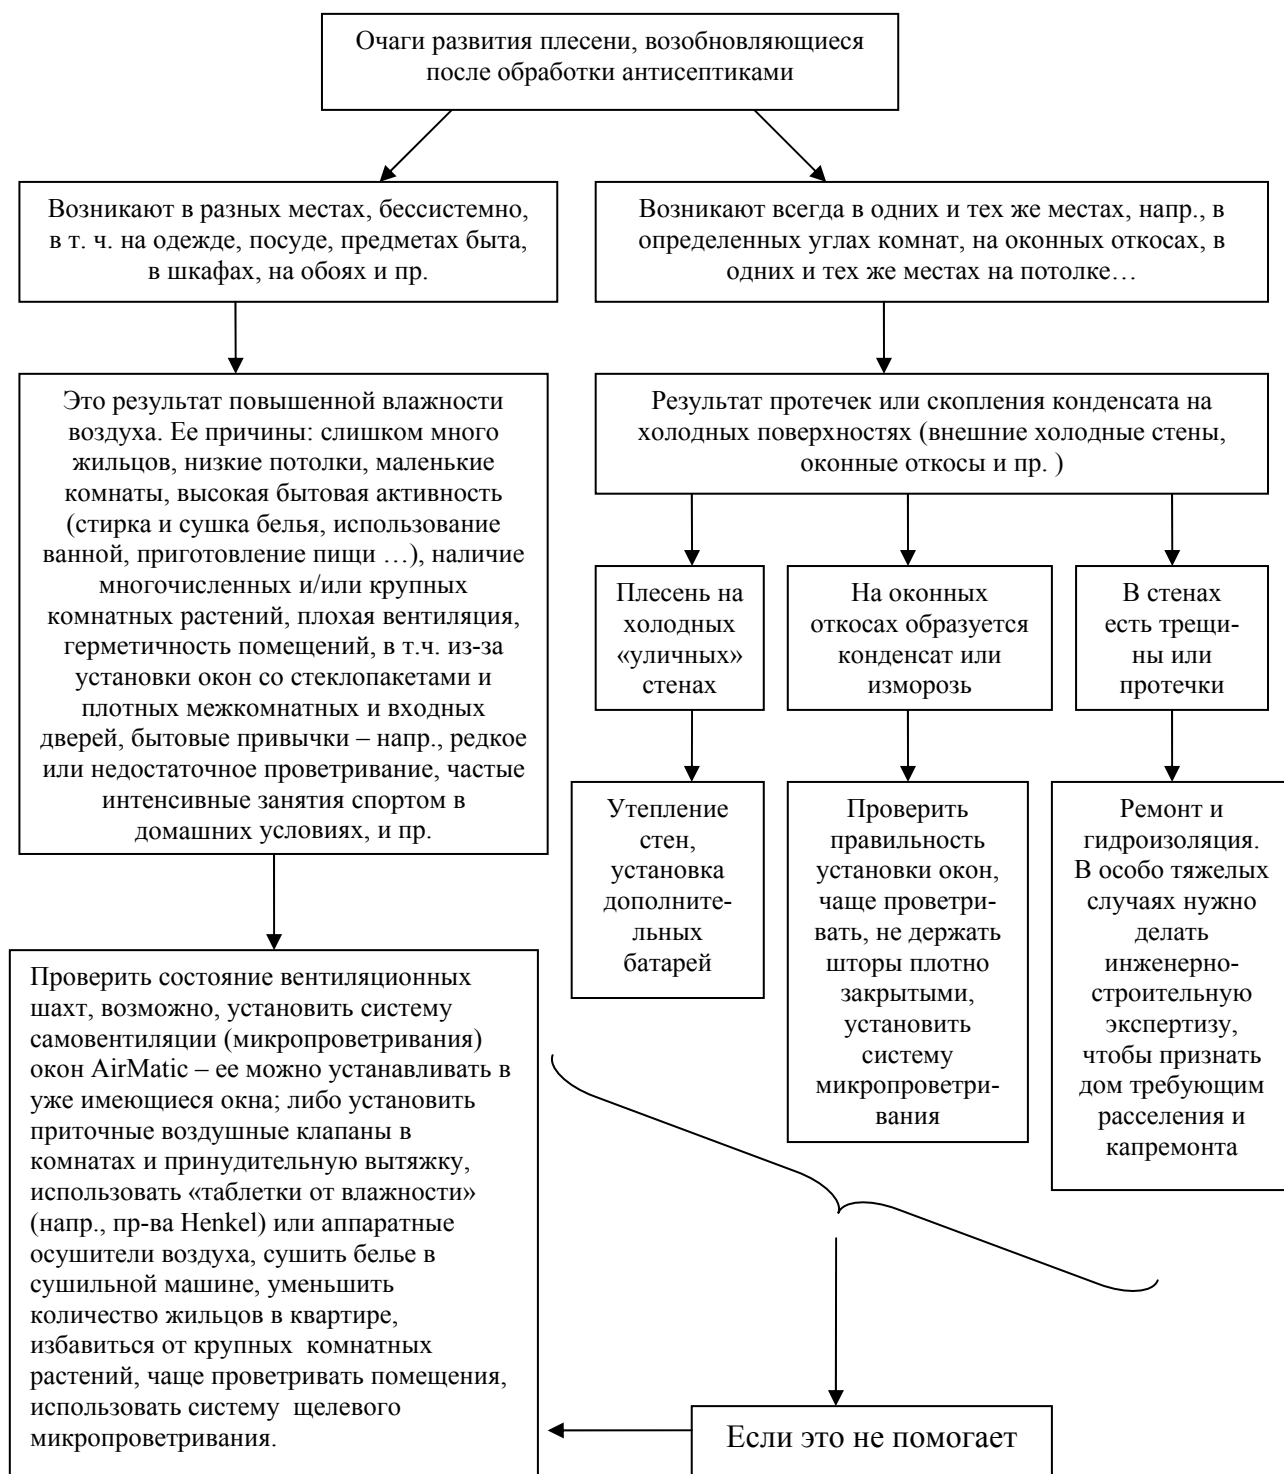 Очаги развития плесени, возобновляющиеся
после обработки антисептиками
Возникают в разных местах, бессистемно,
в т. ч. на одежде, посуде, предметах быта,
в шкафах, на обоях и пр.
Возникают всегда в одних и тех же местах, напр., в
определенных углах комнат, на оконных откосах, в
одних и тех же местах на потолке…
Это результат повышенной влажности
воздуха. Ее причины: слишком много
жильцов, низкие потолки, маленькие
комнаты, высокая бытовая активность
(стирка и сушка белья, использование
ванной, приготовление пищи …), наличие
многочисленных и/или крупных
комнатных растений, плохая вентиляция,
герметичность помещений, в т.ч. из-за
установки окон со стеклопакетами и
плотных межкомнатных и входных
дверей, бытовые привычки – напр., редкое
или недостаточное проветривание, частые
интенсивные занятия спортом в
домашних условиях, и пр.
Результат протечек или скопления конденсата на
холодных поверхностях (внешние холодные стены,
оконные откосы и пр. )
Плесень на
холодных
«уличных»
стенах
На оконных
откосах образуется
конденсат или
изморозь
В стенах
есть трещи-
ны или
протечки
Утепление
стен,
установка
дополните-
льных
батарей
Проверить
правильность
установки окон,
чаще проветри-
вать, не держать
шторы плотно
закрытыми,
установить
систему
микропроветри-
вания
Ремонт и
гидроизоляция.
В особо тяжелых
случаях нужно
делать
инженерно-
строительную
экспертизу,
чтобы признать
дом требующим
расселения и
капремонта
Проверить состояние вентиляционных
шахт, возможно, установить систему
самовентиляции (микропроветривания)
окон AirMatic – ее можно устанавливать в
уже имеющиеся окна; либо установить
приточные воздушные клапаны в
комнатах и принудительную вытяжку,
использовать «таблетки от влажности»
(напр., пр-ва Henkel) или аппаратные
осушители воздуха, сушить белье в
сушильной машине, уменьшить
количество жильцов в квартире,
избавиться от крупных комнатных
растений, чаще проветривать помещения,
использовать систему щелевого
микропроветривания.
Если это не помогает